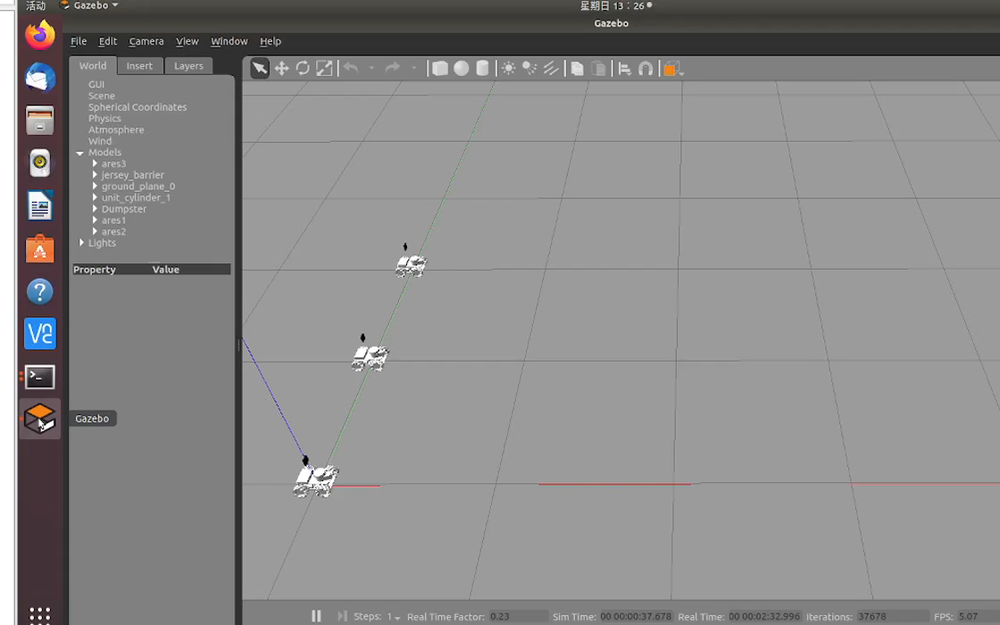 活动 Gazebo 星期日 13：26
Gazebo
File Edit Camera View Window Help
World Insert Layers
GUI
Scene
Spherical Coordinates
Physics
Atmosphere
Wind
Models
ares3
jersey_barrier
ground_plane_0
unit_cylinder_1
Dumpster
ares1
ares2
Lights
Property Value
Gazebo
Steps: 1 Real Time Factor: 0.23 Sim Time: 00 00:00:37.678 Real Time: 00 00:02:32.996 Iterations: 37678 FPS: 5.07